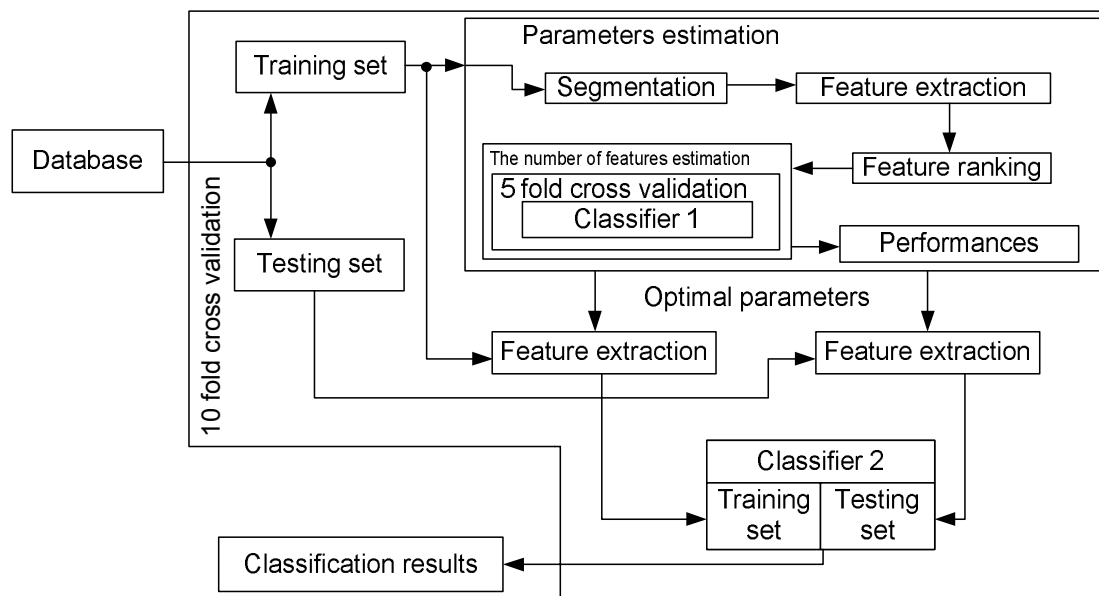 Parameters estimation
Training set
Segmentation
Feature extraction
Database
The number of features estimation
Feature ranking
5 fold cross validation
Classifier 1
Testing set
Performances
10 fold cross validation
Optimal parameters
Feature extraction
Feature extraction
Classifier 2
Training
set
Testing
set
Classification results